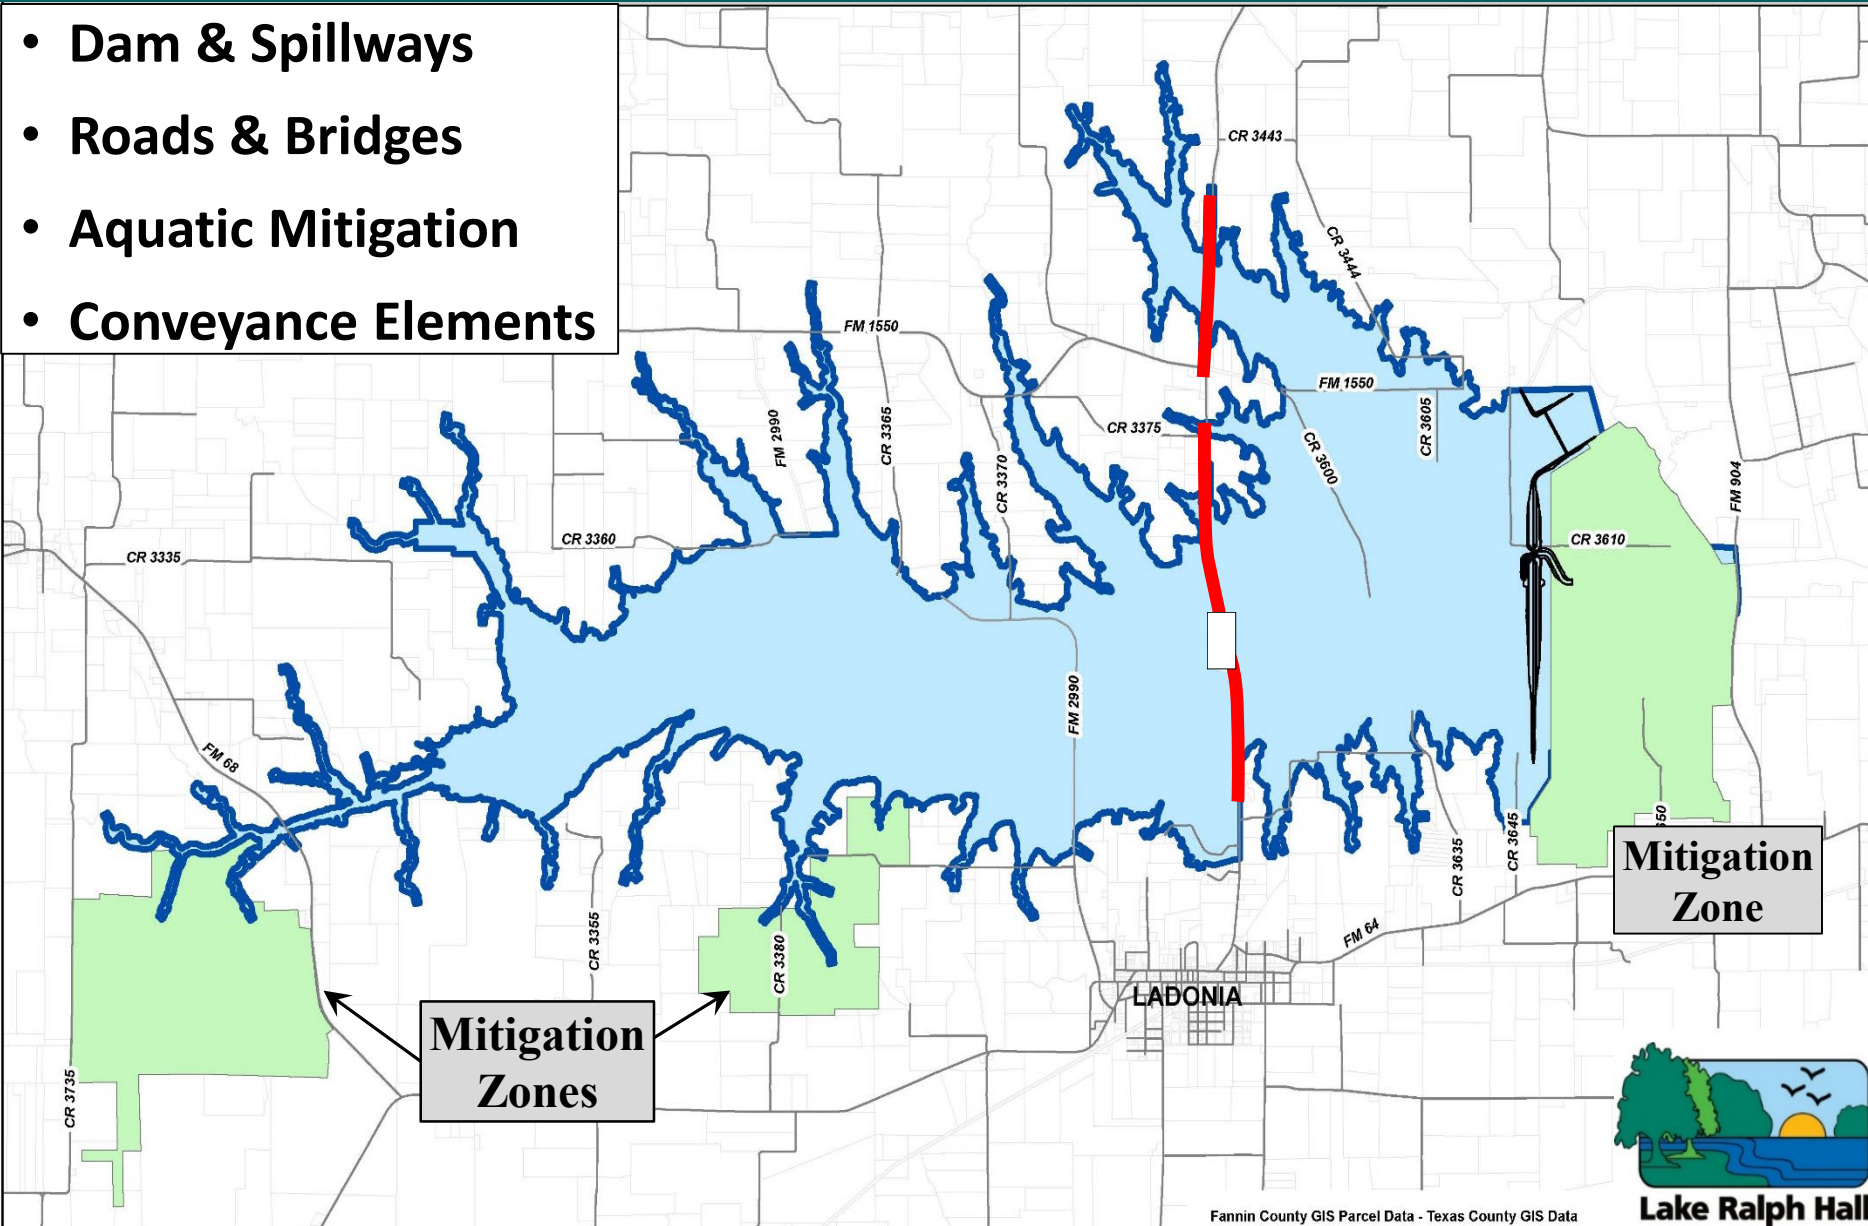 • Dam & Spillways
• Roads & Bridges
• Aquatic Mitigation
• Conveyance Elements
CR 3443
CR 3444
FM 1550
FM 1550
CR 3605
FM 2990
CR 3365
CR 3375
CR 3600
CR 3370
FM 904
CR 3335
CR 3360
CR 3610
FM 2990
FM 68
650
CR 3645
CR 3635
Mitigation
Zone
CR 3355
CR 3380
FM 64
LADONIA
Mitigation
Zones
CR 3735
Lake Ralph Hall
Fannin County GIS Parcel Data - Texas County GIS Data